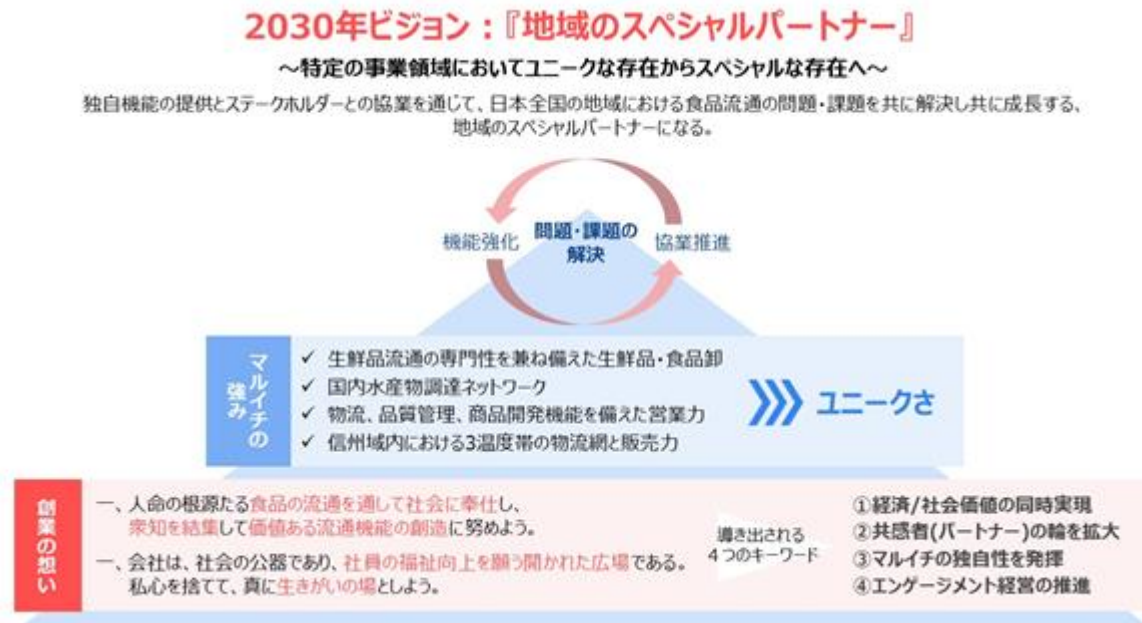 2030年ビジョン：『地域のスペシャルパートナー』
～特定の事業領域においてユニークな存在からスペシャルな存在へ～
独自機能の提供とステークホルダーとの協業を通じて、日本全国の地域における食品流通の問題・課題を共に解決し共に成長する、
地域のスペシャルパートナーになる。
機能強化
問題・課題の
解決
協業推進
マルイチの
強み
✓ 生鮮品流通の専門性を兼ね備えた生鮮品・食品卸
✓ 国内水産物調達ネットワーク
✓ 物流、品質管理、商品開発機能を備えた営業力
✓ 信州域内における3温度帯の物流網と販売力
ユニークさ
創業の想い
一、人命の根源たる食品の流通を通して社会に奉仕し、
衆知を結集して価値ある流通機能の創造に努めよう。
一、会社は、社会の公器であり、社員の福祉向上を願う開かれた広場である。
私心を捨てて、真に生きがいの場としよう。
導き出される
４つのキーワード
①経済/社会価値の同時実現
②共感者(パートナー)の輪を拡大
③マルイチの独自性を発揮
④エンゲージメント経営の推進